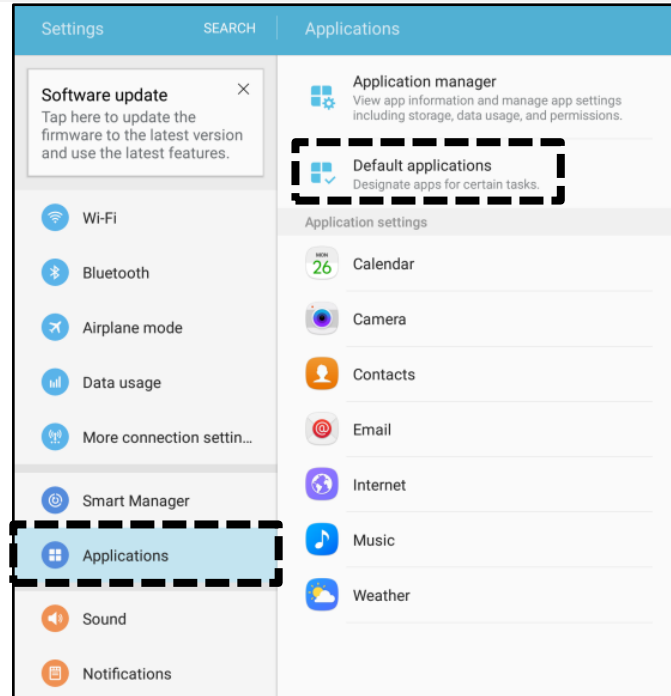 Settings
SEARCH
Applications
Software update
Tap here to update the
firmware to the latest version
and use the latest features.
Wi-Fi
Bluetooth
Airplane mode
Data usage
More connection settin...
Smart Manager
Applications
Sound
Notifications
Application manager
View app information and manage app settings
including storage, data usage, and permissions.
Default applications
Designate apps for certain tasks.
Application settings
MON
26
Calendar
Camera
Contacts
Email
Internet
Music
Weather